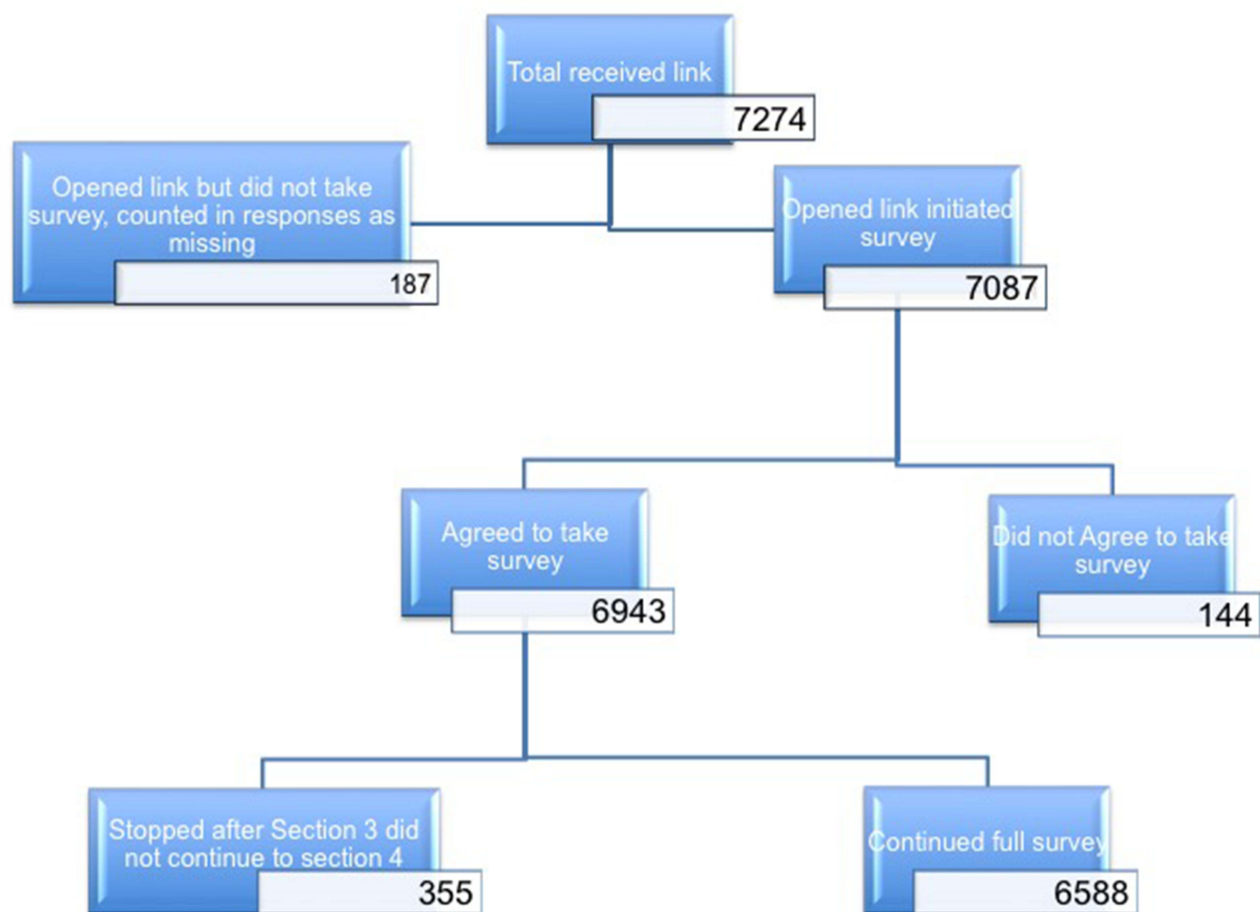 Total received link
7274
Opened link but did not take
survey, counted in responses as
missing
187
Opened link initiated
survey
7087
Agreed to take
survey
6943
Did not Agree to take
survey
144
Stopped after Section 3 did
not continue to section 4
355
Continued full survey
6588